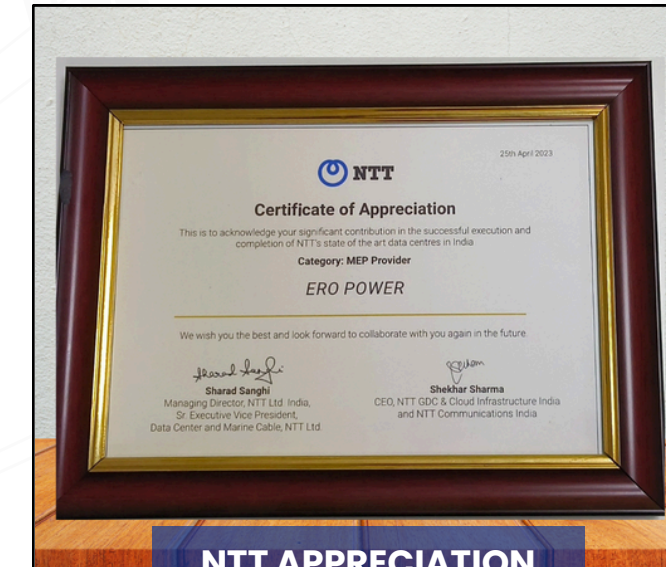 25th April 2023
NTT
Certificate of Appreciation
This is to acknowledge your significant contribution in the successful execution and
completion of NTT's state of the art data centres in India
Category: MEP Provider
ERO POWER
We wish you the best and look forward to collaborate with you again in the future.
Sharad Sanghi
Sharad Sanghi
Managing Director, NTT Ltd. India,
Sr. Executive Vice President,
Data Center and Marine Cable, NTT Ltd.
Shekhar Sharma
CEO, NTT GDC & Cloud Infrastructure India
and NTT Communications India
NTT APPRECIATION